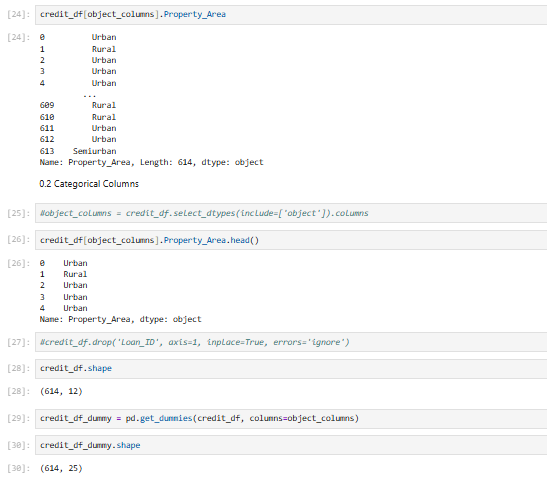 [24]: credit_df[object_columns].Property_Area
[24]: 0 Urban
1 Rural
2 Urban
3 Urban
4 Urban
...
609 Rural
610 Rural
611 Urban
612 Urban
613 Semiurban
Name: Property_Area, Length: 614, dtype: object
0.2 Categorical Columns
[25]: #object_columns = credit_df.select_dtypes(include=['object']).columns
[26]: credit_df[object_columns].Property_Area.head()
[26]: 0 Urban
1 Rural
2 Urban
3 Urban
4 Urban
Name: Property_Area, dtype: object
[27]: #credit_df.drop('Loan_ID', axis=1, inplace=True, errors='ignore')
[28]: credit_df.shape
[28]: (614, 12)
[29]: credit_df_dummy = pd.get_dummies(credit_df, columns=object_columns)
[30]: credit_df_dummy.shape
[30]: (614, 25)